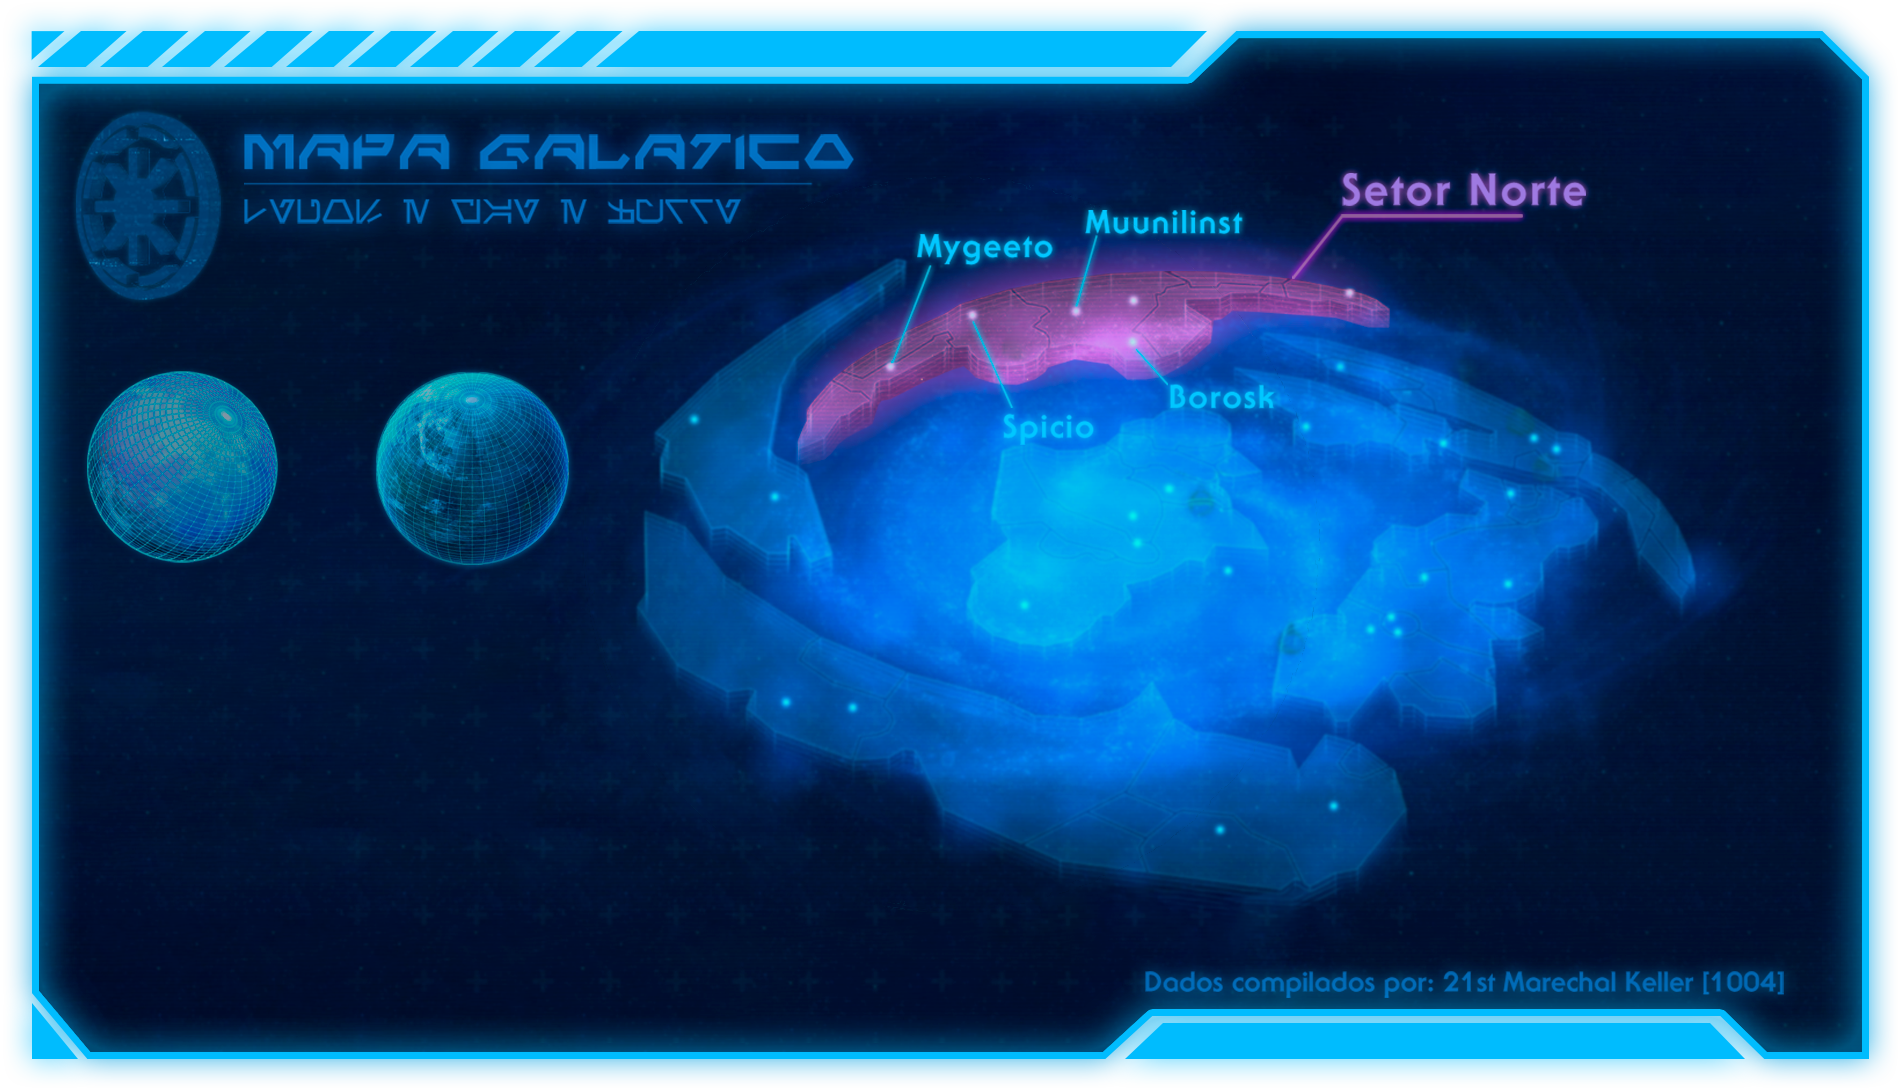 MAPA GALATICO
Setor Norte
Muunilinst
Mygeeto
Borosk
Spicio
Dados compilados por: 21st Marechal Keller [1004]